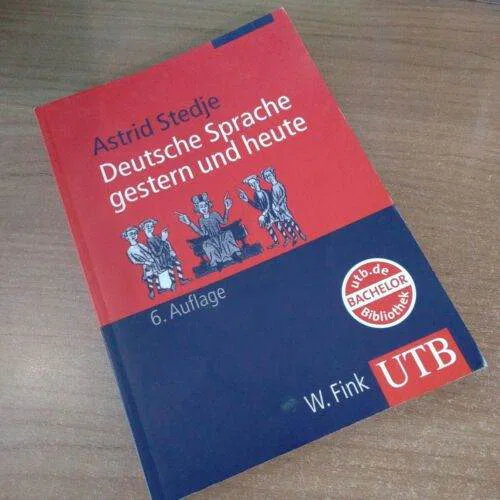 Astrid Stedje
Deutsche Sprache
gestern und heute
6. Auflage
utb.de
BACHELOR
Bibliothek
W. Fink
UTB